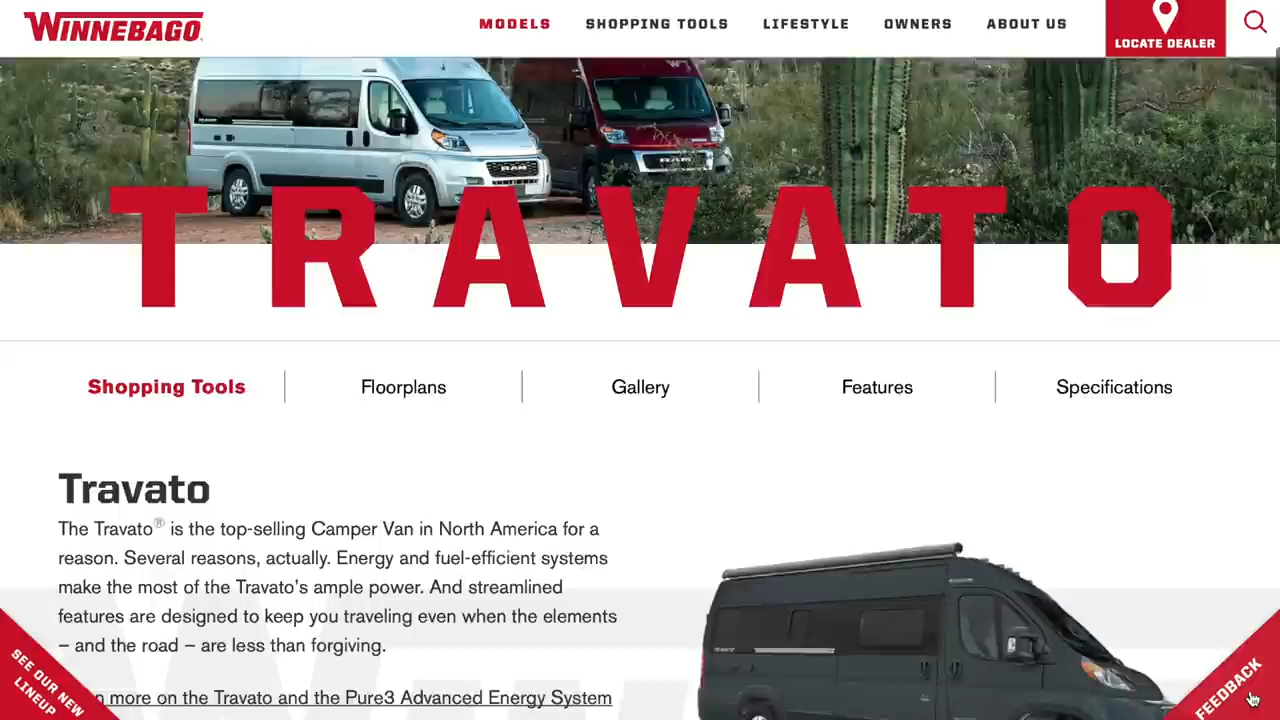 WINNEBAGO
MODELS
SHOPPING TOOLS
LIFESTYLE
OWNERS
ABOUT US
LOCATE DEALER
RAM
RAM
TRAVATO
Shopping Tools
Floorplans
Gallery
Features
Specifications
Travato
The Travato® is the top-selling Camper Van in North America for a
reason. Several reasons, actually. Energy and fuel-efficient systems
make the most of the Travato's ample power. And streamlined
features are designed to keep you traveling even when the elements
– and the road – are less than forgiving.
more on the Travato and the Pure3 Advanced Energy System
TRAVATO
SEE OUR NEW
LINEUP
FEEDBACK